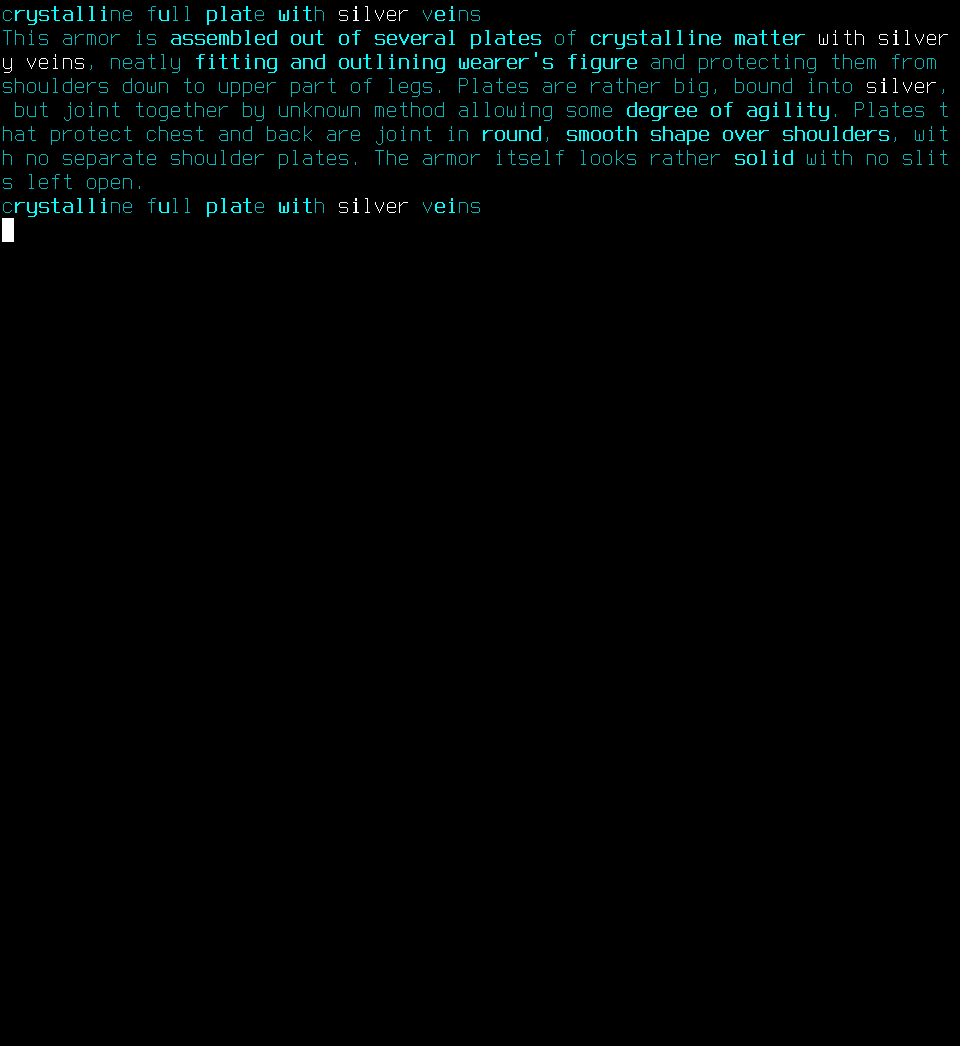 crystalline full plate with silver veins
This armor is assembled out of several plates of crystalline matter with silver
y veins, neatly fitting and outlining wearer's figure and protecting them from
shoulders down to upper part of legs. Plates are rather big, bound into silver,
 but joint together by unknown method allowing some degree of agility. Plates t
hat protect chest and back are joint in round, smooth shape over shoulders, wit
h no separate shoulder plates. The armor itself looks rather solid with no slit
s left open.
crystalline full plate with silver veins